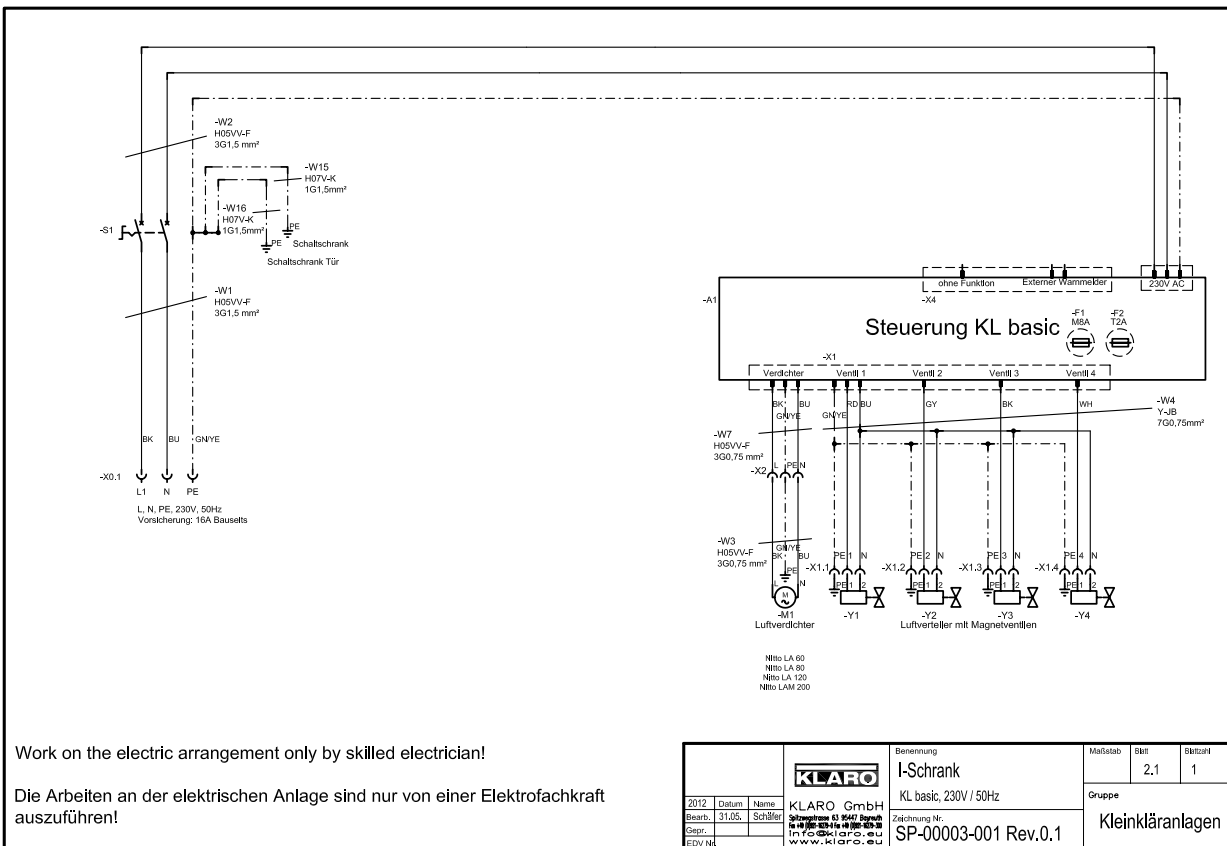 -W2
H05VV-F
3G1,5 mm²
-W15
H07V-K
1G1,5mm²
-W16
H07V-K
1G1,5mm²
-S1
PE
Schaltschrank
PE
Schaltschrank Tür
-W1
H05VV-F
3G1,5 mm²
BK BU GN/YE
-X0.1
L1 N PE
L, N, PE, 230V, 50Hz
Vorsicherung: 16A Bauseits
ohne Funktion Externer Warnmelder 230V AC
-X4
-A1
Steuerung KL basic
-F1
M8A
-F2
T2A
-X1
Verdichter Ventil 1 Ventil 2 Ventil 3 Ventil 4
BK BU RD BU GY BK WH
GN/YE GN/YE
-W4
Y-JB
7G0,75mm²
-W7
H05VV-F
3G0,75 mm²
-X2
L PE N
-W3
H05VV-F
3G0,75 mm²
GN/YE
BK BU
PE
L N
M
-M1
Luftverdichter
PE 1 N PE 2 N PE 3 N PE 4 N
-X1.1 -X1.2 -X1.3 -X1.4
PE 1 2 PE 1 2 PE 1 2 PE 1 2
-Y1 -Y2 -Y3 -Y4
Luftverteiler mit Magnetventilen
Nitto LA 60
Nitto LA 80
Nitto LA 120
Nitto LAM 200
Work on the electric arrangement only by skilled electrician!
Die Arbeiten an der elektrischen Anlage sind nur von einer Elektrofachkraft
auszuführen!
2012 Datum Name
Bearb. 31.05. Schäfer
Gepr.
EDV Nr.
KLARO
KLARO GmbH
Spitzwegstrasse 63 95447 Bayreuth
info@klaro.eu
www.klaro.eu
Benennung
I-Schrank
KL basic, 230V / 50Hz
Zeichnung Nr.
SP-00003-001 Rev.0.1
Maßstab Blatt Blattzahl
2.1 1
Gruppe
Kleinkläranlagen